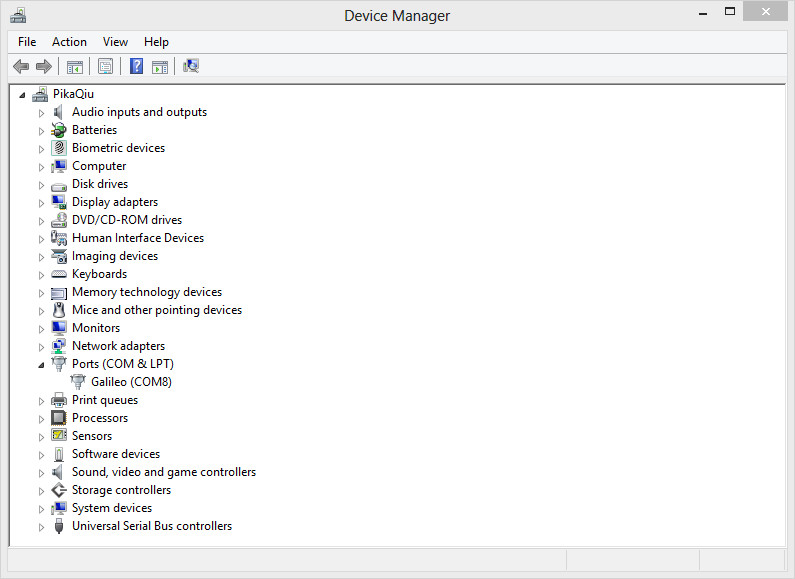 Device Manager
File Action View Help
?
PikaQiu
Audio inputs and outputs
Batteries
Biometric devices
Computer
Disk drives
Display adapters
DVD/CD-ROM drives
Human Interface Devices
Imaging devices
Keyboards
Memory technology devices
Mice and other pointing devices
Monitors
Network adapters
Ports (COM & LPT)
Galileo (COM8)
Print queues
Processors
Sensors
Software devices
Sound, video and game controllers
Storage controllers
System devices
Universal Serial Bus controllers